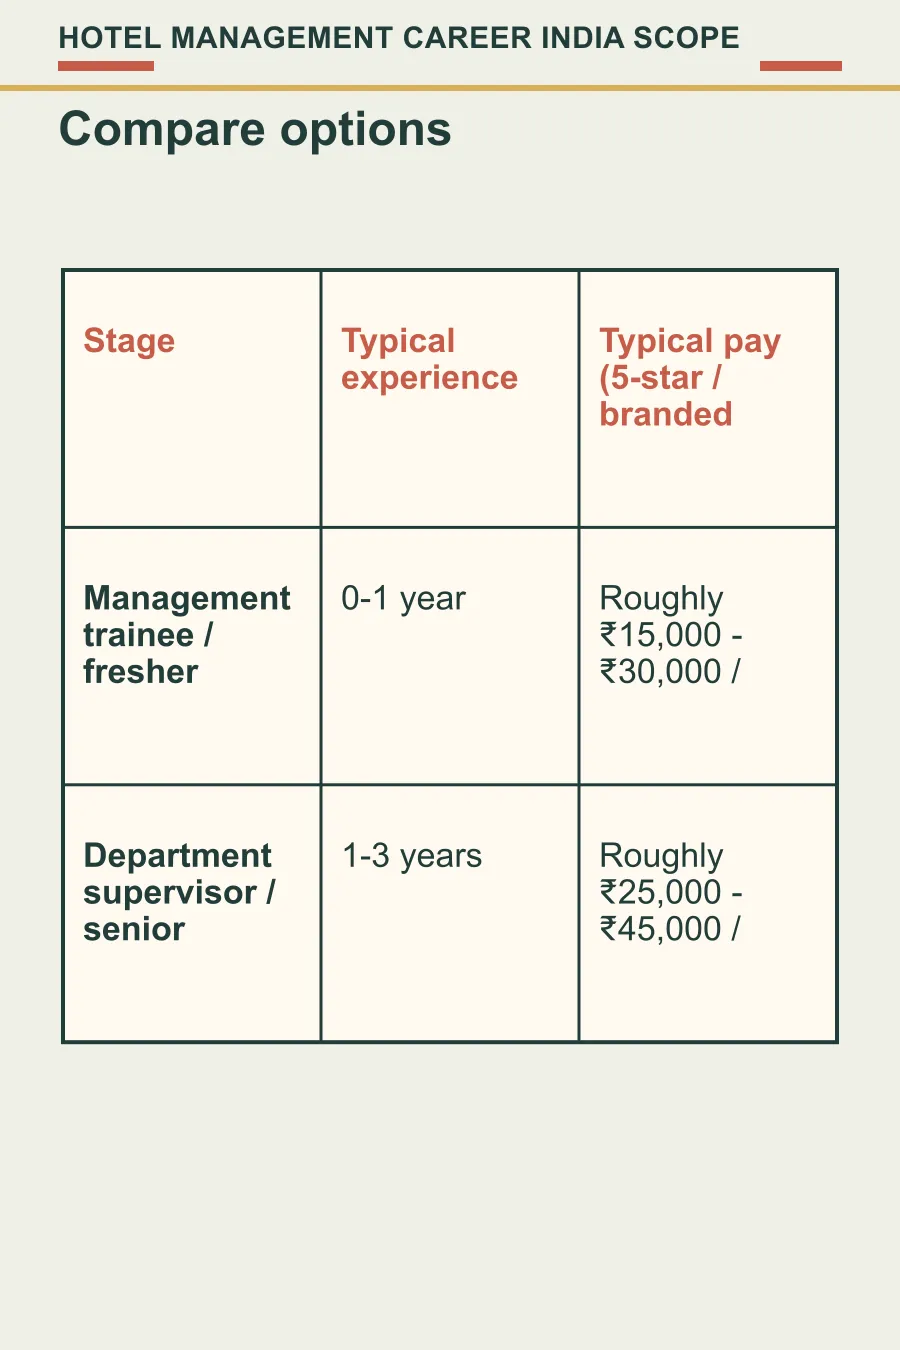 HOTEL MANAGEMENT CAREER INDIA SCOPE
Compare options
Stage
Typical
experience
Typical pay
(5-star /
branded
Management
trainee /
fresher
0-1 year
Roughly
₹15,000 -
₹30,000 /
Department
supervisor /
senior
1-3 years
Roughly
₹25,000 -
₹45,000 /